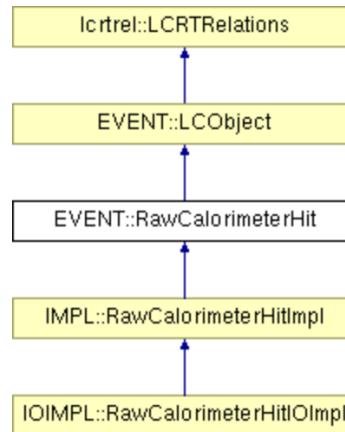 lcrtrel::LCRTRelations
EVENT::LCObject
EVENT::RawCalorimeterHit
IMPL::RawCalorimeterHitImpl
IOIMPL::RawCalorimeterHitIOImpl